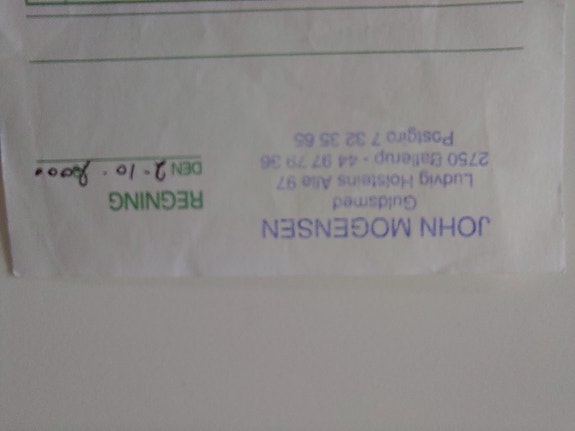 JOHN MOGENSEN
Guldsmed
Ludvig Holsteins Alle 97
2750 Ballerup - 44 97 79 36
Postgiro 7 32 35 65
REGNING
DEN 2-10-2000